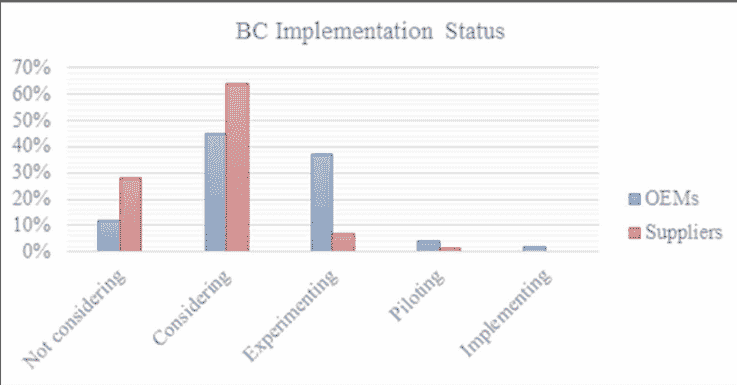 BC Implementation Status
70%
60%
50%
40%
30%
20%
10%
0%
OEMs
Suppliers
Not considering
Considering
Experimenting
Piloting
Implementing